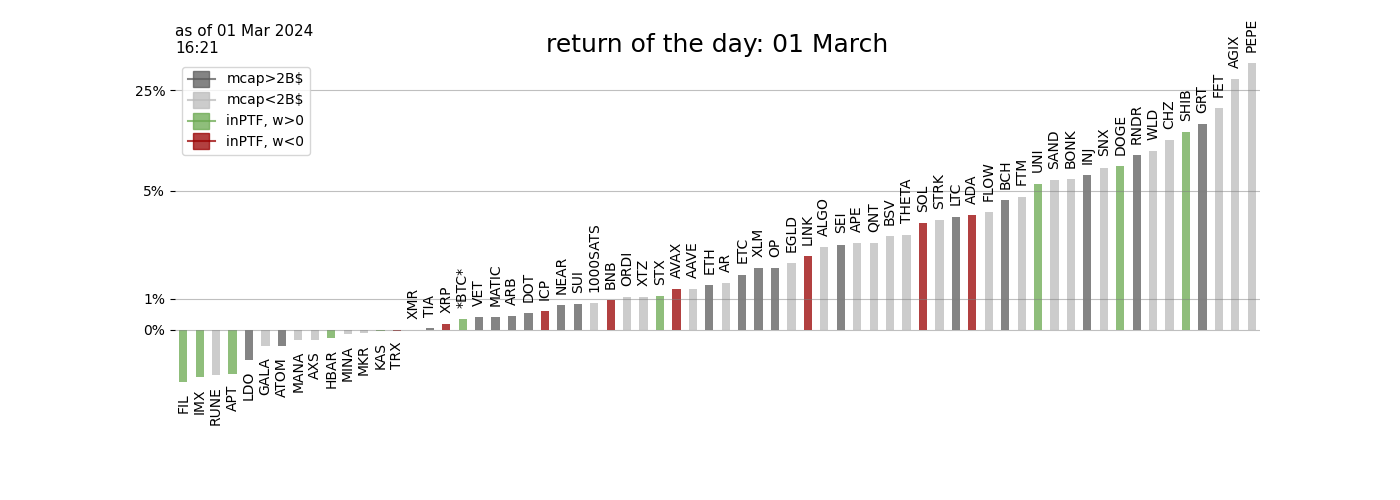 as of 01 Mar 2024
16:21
return of the day: 01 March
mcap>2B$
mcap<2B$
inPTF, w>0
inPTF, w<0
25%
5%
1%
0%
FIL
IMX
RUNE
APT
LDO
GALA
ATOM
MANA
AXS
HBAR
MINA
MKR
KAS
TRX
XMR
TIA
XRP
*BTC*
VET
MATIC
ARB
DOT
ICP
NEAR
SUI
1000SATS
BNB
ORDI
XTZ
STX
AVAX
AAVE
ETH
AR
ETC
XLM
OP
EGLD
LINK
ALGO
SEI
APE
QNT
BSV
THETA
SOL
STRK
LTC
ADA
FLOW
BCH
FTM
UNI
SAND
BONK
INJ
SNX
DOGE
RNDR
WLD
CHZ
SHIB
GRT
FET
AGIX
PEPE